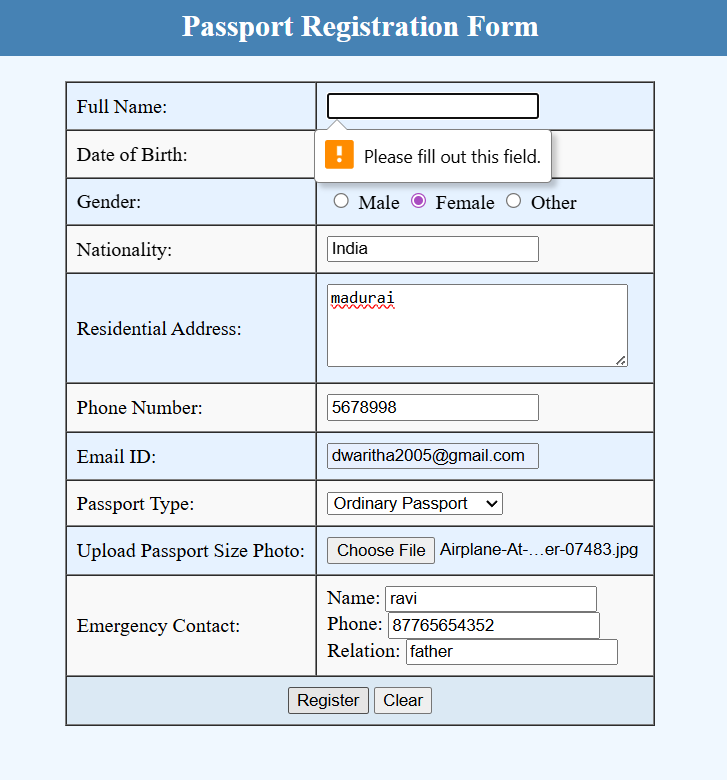 Passport Registration Form
Full Name:
Please fill out this field.
Date of Birth:
Gender: Male Female Other
Nationality: India
Residential Address: madurai
Phone Number: 5678998
Email ID: dwaritha2005@gmail.com
Passport Type: Ordinary Passport
Upload Passport Size Photo: Choose File Airplane-At-...er-07483.jpg
Emergency Contact:
Name: ravi
Phone: 87765654352
Relation: father
Register Clear